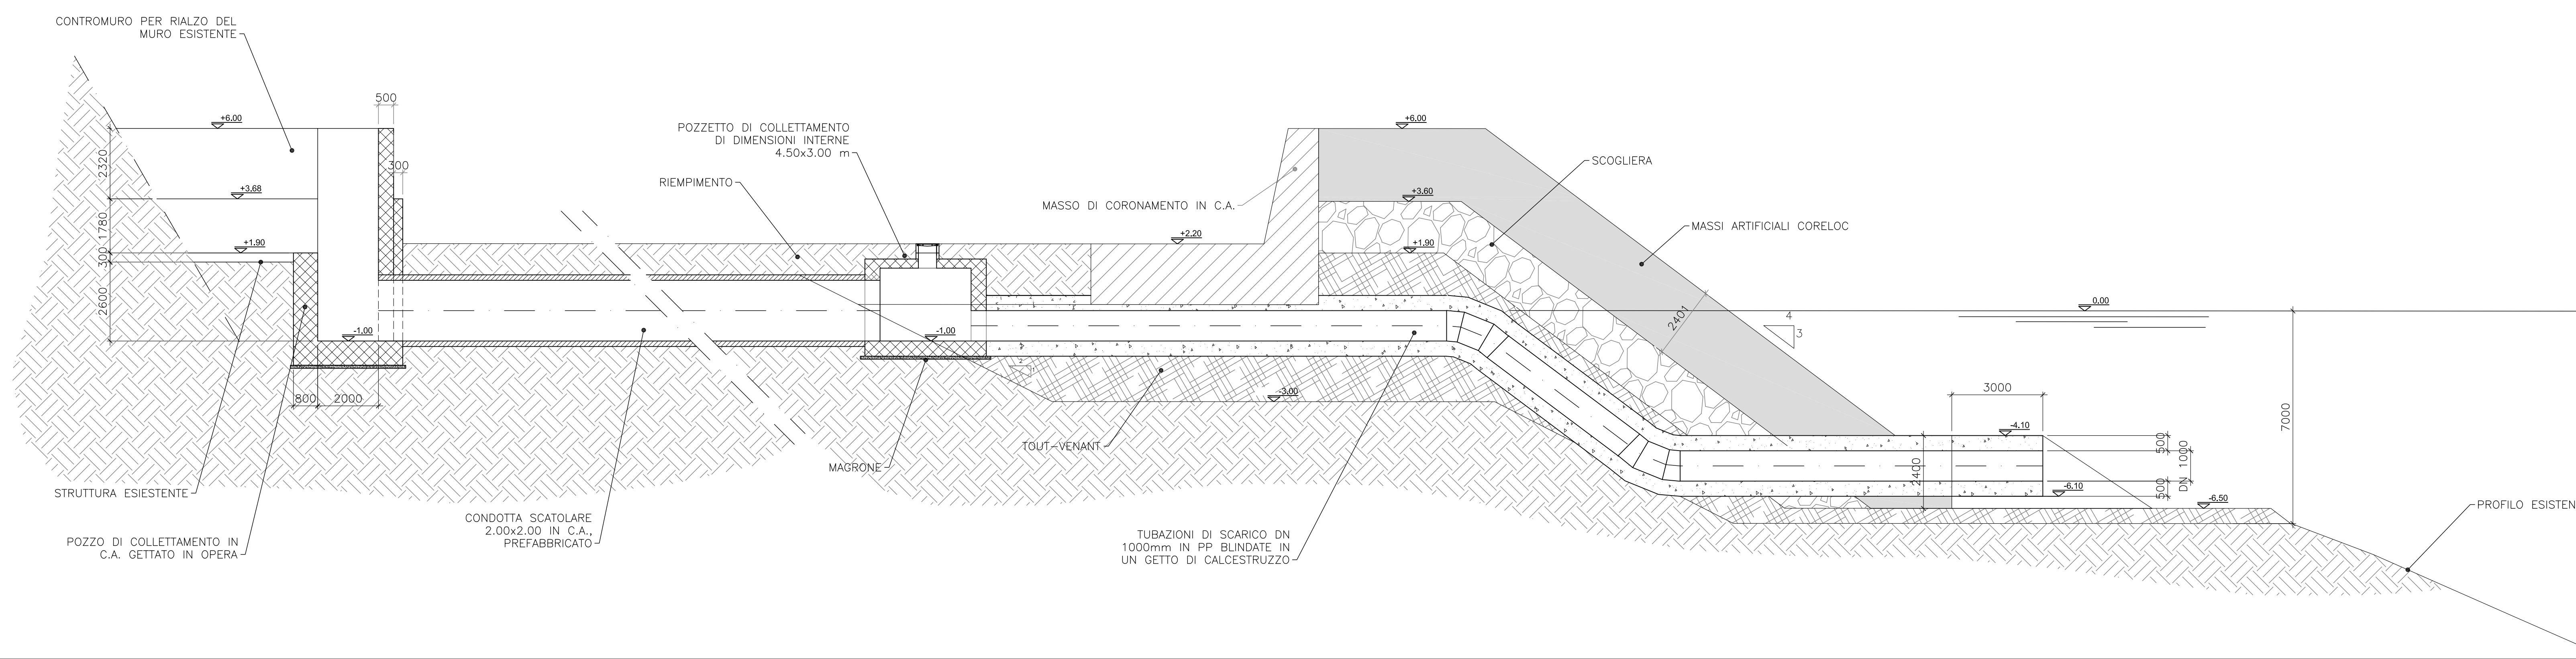 CONTROMURO PER RIALZO DEL
MURO ESISTENTE
500
+6.00
2320
300
+3,68
1780
+1.90
300
2600
-1,00
800
2000
STRUTTURA ESIESTENTE
POZZO DI COLLETTAMENTO IN
C.A. GETTATO IN OPERA
POZZETTO DI COLLETTAMENTO
DI DIMENSIONI INTERNE
4.50x3.00 m
RIEMPIMENTO
-1,00
MAGRONE
CONDOTTA SCATOLARE
2.00x2.00 IN C.A.,
PREFABBRICATO
MASSO DI CORONAMENTO IN C.A.
+2,20
2
1
-3,00
TOUT-VENANT
TUBAZIONI DI SCARICO DN
1000mm IN PP BLINDATE IN
UN GETTO DI CALCESTRUZZO
+6,00
+3,60
+1,90
SCOGLIERA
MASSI ARTIFICIALI CORELOC
2401
4
3
0,00
3000
7000
-4.10
500
DN 1000
500
2400
-6,10
-6,50
PROFILO ESISTEN